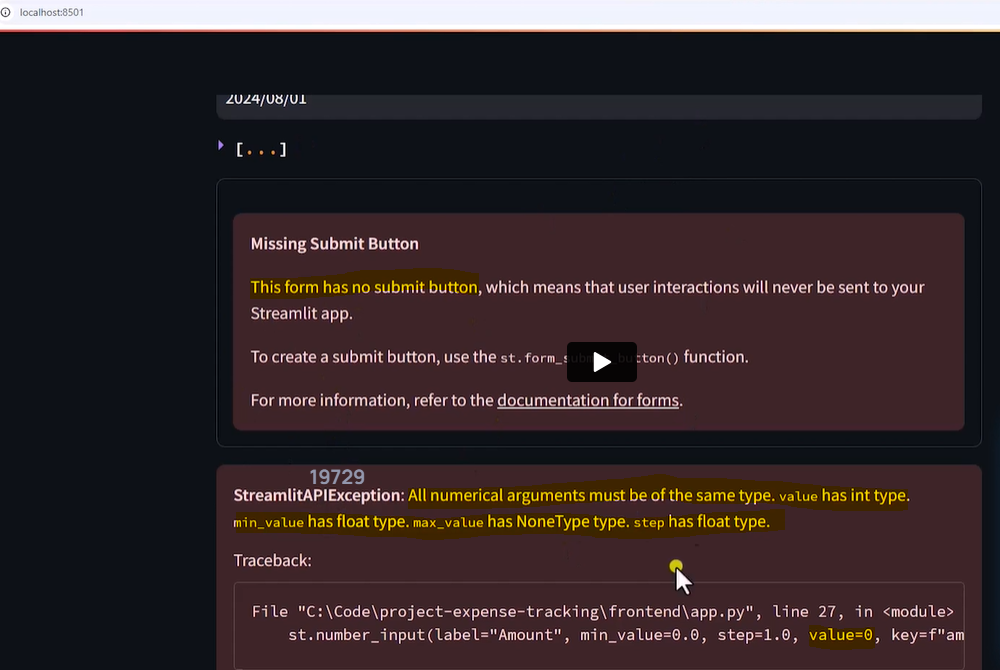 localhost:8501
2024/08/01
[...]
Missing Submit Button
This form has no submit button, which means that user interactions will never be sent to your
Streamlit app.
To create a submit button, use the st.form_submit_button() function.
For more information, refer to the documentation for forms.
19729
StreamlitAPIException: All numerical arguments must be of the same type. value has int type.
min_value has float type. max_value has NoneType type. step has float type.
Traceback:
File "C:\Code\project-expense-tracking\frontend\app.py", line 27, in <module>
st.number_input(label="Amount", min_value=0.0, step=1.0, value=0, key=f"am